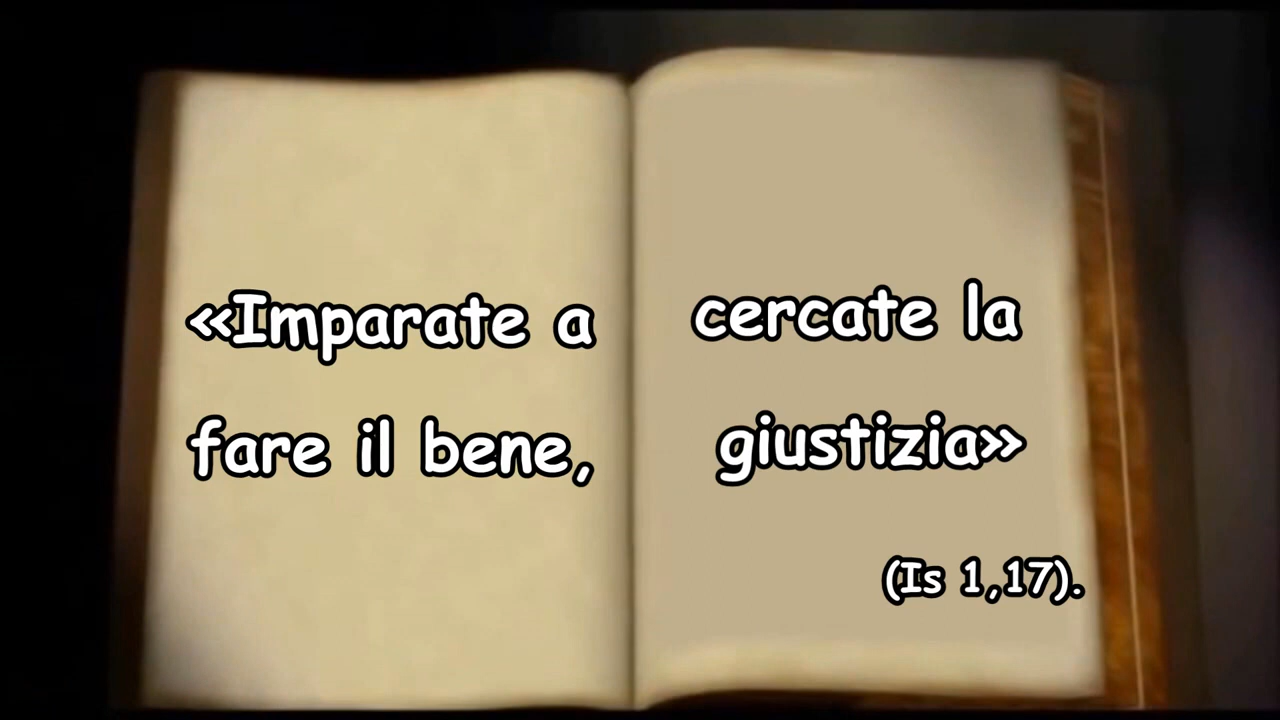 «Imparate a
fare il bene,
cercate la
giustizia»
(Is 1,17).